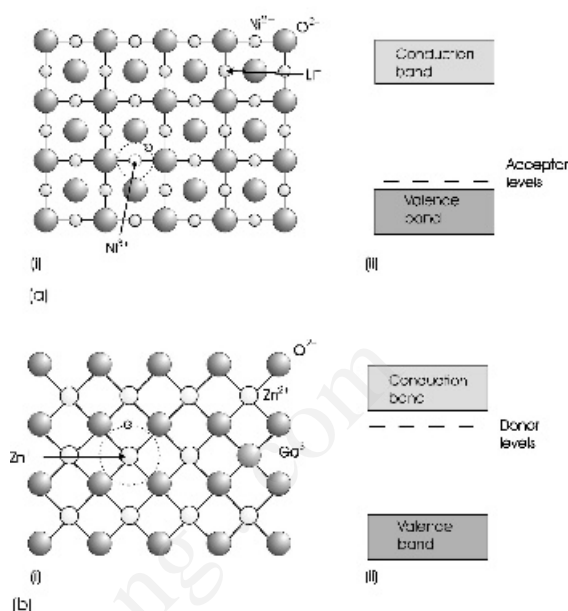 Ni²⁺
O²⁻
Li⁺
Ni³⁺
(i)
Conduction
band
Acceptor
levels
Valence
band
(ii)
(a)
O²⁻
Zn²⁺
Zn
Ga³
(i)
Conduction
band
Donor
levels
Valence
band
(ii)
(b)